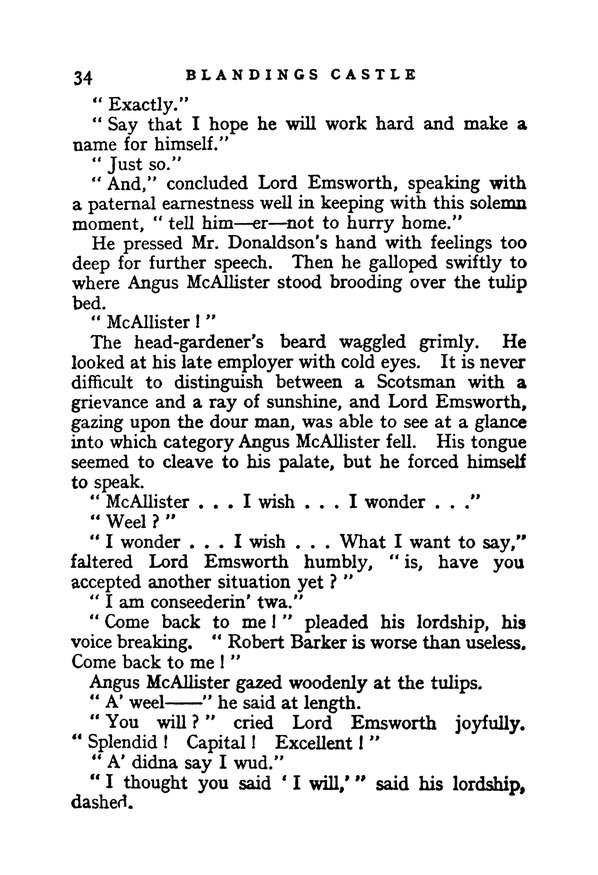 34 BLANDINGS CASTLE
“ Exactly.”
“ Say that I hope he will work hard and make a
name for himself.”
“ Just so.”
“ And,” concluded Lord Emsworth, speaking with
a paternal earnestness well in keeping with this solemn
moment, “ tell him—er—not to hurry home.”
He pressed Mr. Donaldson’s hand with feelings too
deep for further speech. Then he galloped swiftly to
where Angus McAllister stood brooding over the tulip
bed.
“ McAllister ! ”
The head-gardener’s beard waggled grimly. He
looked at his late employer with cold eyes. It is never
difficult to distinguish between a Scotsman with a
grievance and a ray of sunshine, and Lord Emsworth,
gazing upon the dour man, was able to see at a glance
into which category Angus McAllister fell. His tongue
seemed to cleave to his palate, but he forced himself
to speak.
“ McAllister . . . I wish . . . I wonder . . .”
“ Weel ? ”
“ I wonder . . . I wish . . . What I want to say,”
faltered Lord Emsworth humbly, “ is, have you
accepted another situation yet ? ”
“ I am conseederin’ twa.”
“ Come back to me ! ” pleaded his lordship, his
voice breaking. “ Robert Barker is worse than useless.
Come back to me ! ”
Angus McAllister gazed woodenly at the tulips.
“ A’ weel——” he said at length.
“ You will ? ” cried Lord Emsworth joyfully.
“ Splendid ! Capital ! Excellent ! ”
“ A’ didna say I wud.”
“ I thought you said ‘ I will,’ ” said his lordship,
dashed.